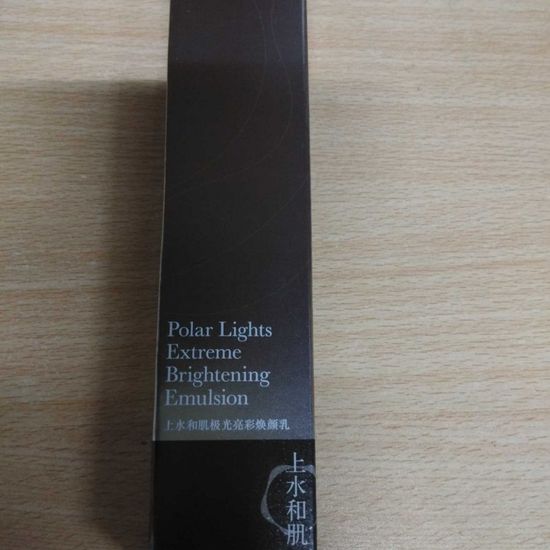 Polar Lights
Extreme
Brightening
Emulsion
上水和肌极光亮彩焕颜乳
上水和肌